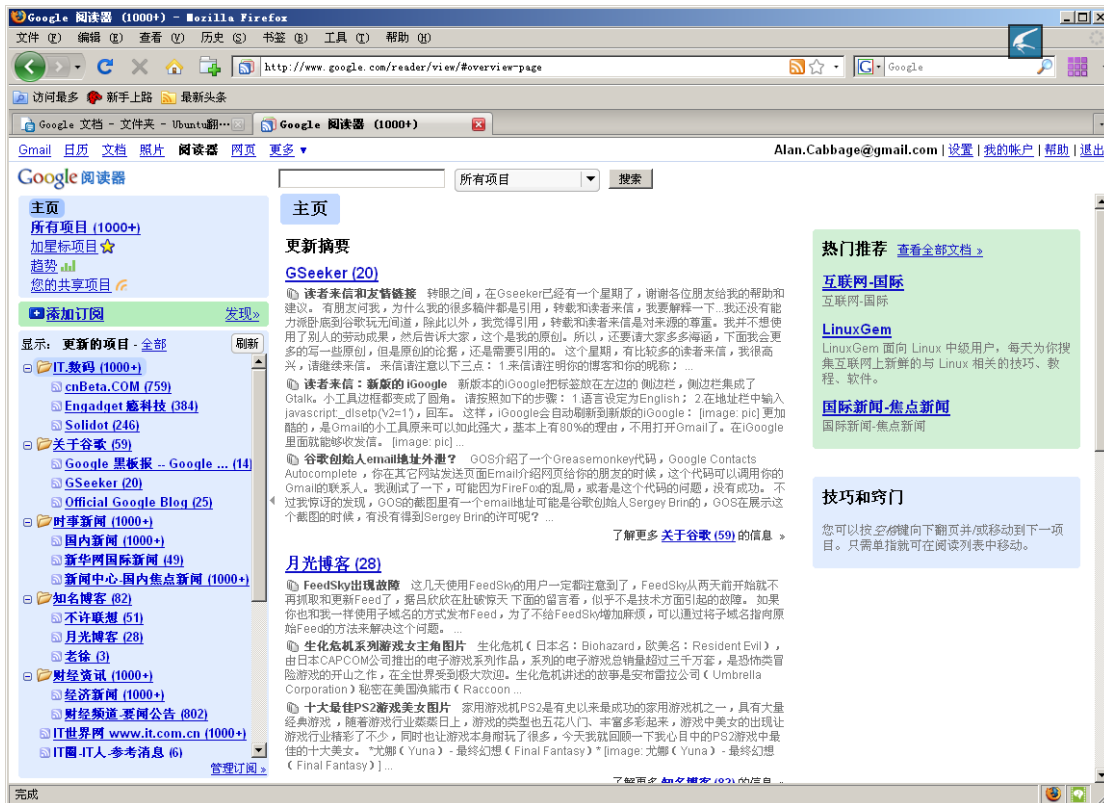 Google 阅读器 (1000+) - Mozilla Firefox
文件 (F) 编辑 (E) 查看 (V) 历史 (S) 书签 (B) 工具 (T) 帮助 (H)
http://www.google.com/reader/view/#overview-page
Google
访问最多 新手上路 最新头条
Google 文档 - 文件夹 - Ubuntu翻…
Google 阅读器 (1000+)
Gmail 日历 文档 照片 阅读器 网页 更多 ▼
Alan.Cabbage@gmail.com | 设置 | 我的帐户 | 帮助 | 退出
Google 阅读器
所有项目
搜索
主页
所有项目 (1000+)
加星标项目
趋势
您的共享项目
添加订阅 发现»
显示: 更新的项目 - 全部 刷新
IT.数码 (1000+)
cnBeta.COM (759)
Engadget 瘾科技 (384)
Solidot (246)
关于谷歌 (59)
Google 黑板报 -- Google ... (14)
GSeeker (20)
Official Google Blog (25)
时事新闻 (1000+)
国内新闻 (1000+)
新华网国际新闻 (49)
新闻中心-国内焦点新闻 (1000+)
知名博客 (82)
不许联想 (51)
月光博客 (28)
老徐 (3)
财经资讯 (1000+)
经济新闻 (1000+)
财经频道-要闻公告 (802)
IT世界网 www.it.com.cn (1000+)
IT圈-IT人-参考消息 (6)
管理订阅 »
主页
更新摘要
GSeeker (20)
读者来信和友情链接 转眼之间，在Gseeker已经有一个星期了，谢谢各位朋友给我的帮助和
建议。 有朋友问我，为什么我的很多稿件都是引用，转载和读者来信，我要解释一下...我还没有能
力派卧底到谷歌玩无间道，除此以外，我觉得引用，转载和读者来信是对来源的尊重。我并不想使
用了别人的劳动成果，然后告诉大家，这个是我的原创。所以，还要请大家多多海涵，下面我会更
多的写一些原创，但是原创的论据，还是需要引用的。 这个星期，有比较多的读者来信，我很高
兴，请继续来信。 来信请注意以下三点： 1.来信请注明你的博客和你的昵称； ...
读者来信：新版的 iGoogle 新版本的iGoogle把标签放在左边的 侧边栏，侧边栏集成了
Gtalk。小工具边框都变成了圆角。 请按照如下的步骤： 1.语言设定为English； 2.在地址栏中输入
javascript:_dlsetp('v2=1')，回车。 这样，iGoogle会自动刷新到新版的iGoogle： [image: pic] 更加
酷的，是Gmail的小工具原来可以如此强大，基本上有80%的理由，不用打开Gmail了。在iGoogle
里面就能够收发信。 [image: pic] ...
谷歌创始人email地址外泄？ GOS介绍了一个Greasemonkey代码，Google Contacts
Autocomplete ，你在其它网站发送页面Email介绍网页给你的朋友的时候，这个代码可以调用你的
Gmail的联系人。我测试了一下，可能因为FireFox的乱局，或者是这个代码的问题，没有成功。 不
过我惊讶的发现，GOS的截图里有一个email地址可能是谷歌创始人Sergey Brin的，GOS在展示这
个截图的时候，有没有得到Sergey Brin的许可呢？ ...
了解更多 关于谷歌 (59) 的信息 »
月光博客 (28)
FeedSky出现故障 这几天使用FeedSky的用户一定都注意到了，FeedSky从两天前开始就不
再抓取和更新Feed了，据吕欣欣在肚破惊天 下面的留言看，似乎不是技术方面引起的故障。 如果
你也和我一样使用子域名的方式发布Feed，为了不给FeedSky增加麻烦，可以通过将子域名指向原
始Feed的方法来解决这个问题。 ...
生化危机系列游戏女主角图片 生化危机 ( 日本名：Biohazard，欧美名：Resident Evil )，
由日本CAPCOM公司推出的电子游戏系列作品，系列的电子游戏总销量超过三千万套，是恐怖类冒
险游戏的开山之作，在全世界受到极大欢迎。生化危机讲述的故事是安布雷拉公司 ( Umbrella
Corporation ) 秘密在美国浣熊市 ( Raccoon ...
十大最佳PS2游戏美女图片 家用游戏机PS2是有史以来最成功的家用游戏机之一，具有大量
经典游戏，随着游戏行业蒸蒸日上，游戏的类型也五花八门、丰富多彩起来，游戏中美女的出现让
游戏行业精彩了不少，同时也让游戏本身耐玩了很多，今天我就回顾一下我心目中的PS2游戏中最
佳的十大美女。 *尤娜 ( Yuna ) - 最终幻想 ( Final Fantasy ) * [image: 尤娜 ( Yuna ) - 最终幻想
( Final Fantasy ) ] ...
了解更多 知名博客 (82) 的信息 »
热门推荐 查看全部文档 »
互联网-国际
互联网-国际
LinuxGem
LinuxGem 面向 Linux 中级用户，每天为你搜
集互联网上新鲜的与 Linux 相关的技巧、教
程、软件。
国际新闻-焦点新闻
国际新闻-焦点新闻
技巧和窍门
您可以按空格键向下翻页并/或移动到下一项
目。只需单指就可在阅读列表中移动。
完成